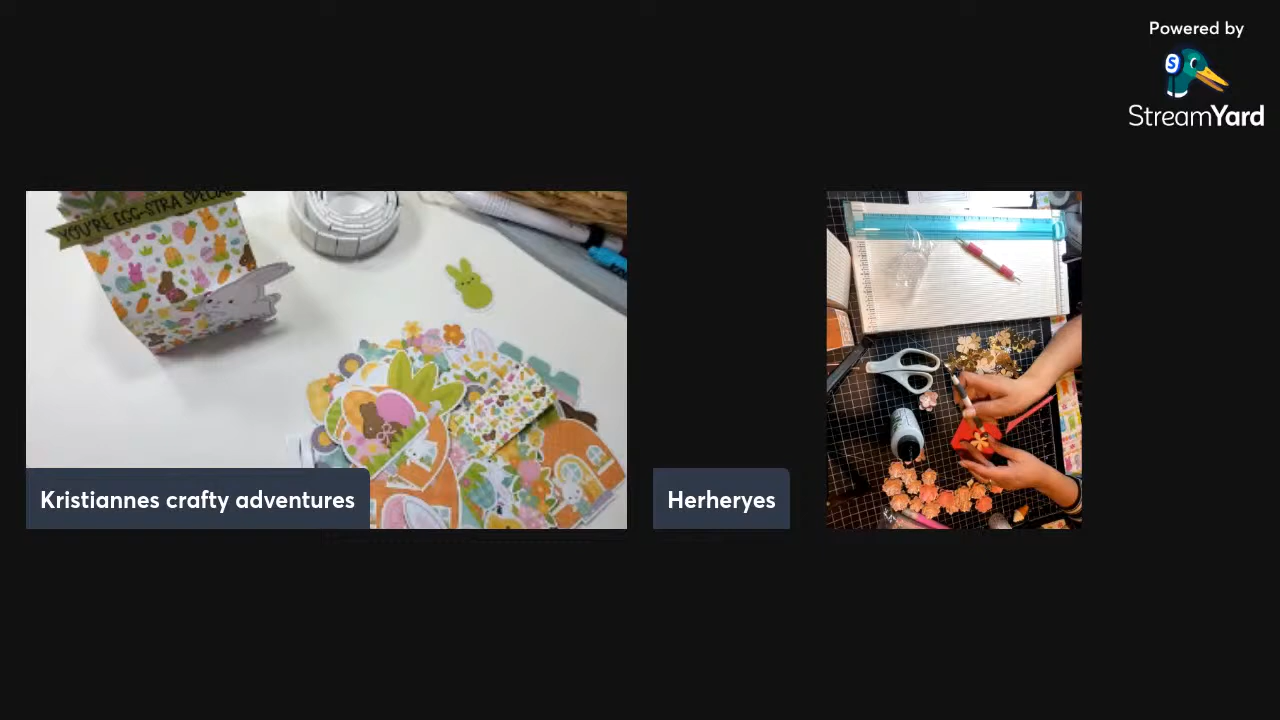 Powered by
S
StreamYard
YOU'RE EGG-STRA SPECIAL
Kristiannes crafty adventures
Herheryes